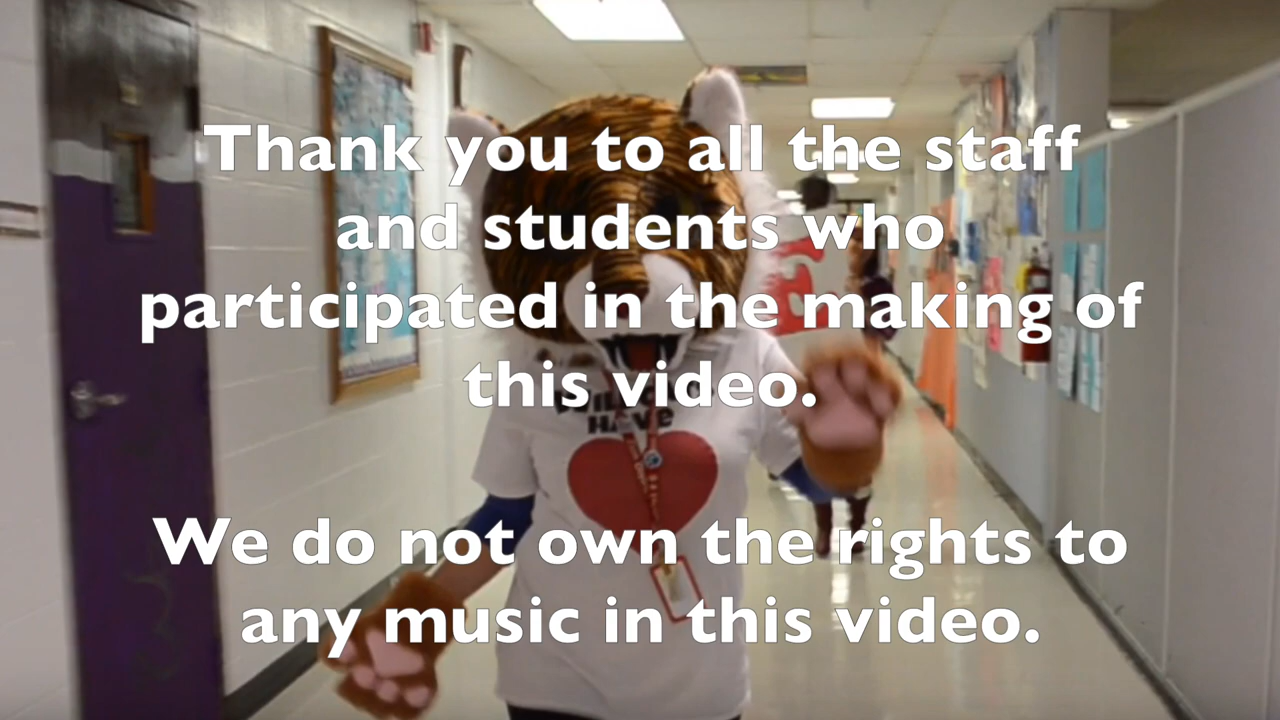 Thank you to all the staff
and students who
participated in the making of
this video.
We do not own the rights to
any music in this video.